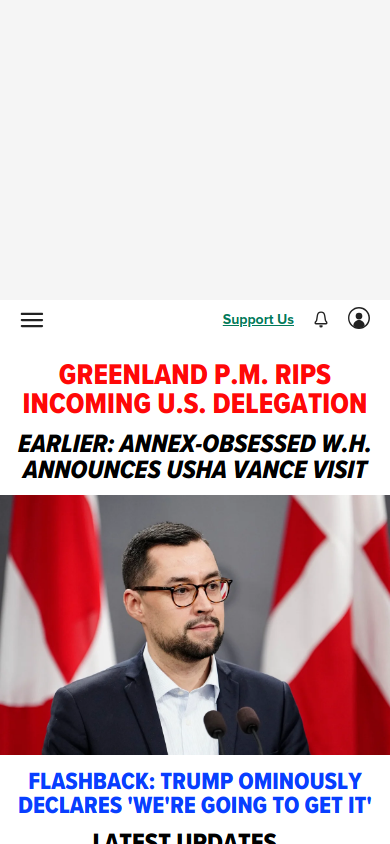 Support Us
GREENLAND P.M. RIPS
INCOMING U.S. DELEGATION
EARLIER: ANNEX-OBSESSED W.H.
ANNOUNCES USHA VANCE VISIT
FLASHBACK: TRUMP OMINOUSLY
DECLARES 'WE'RE GOING TO GET IT'
LATEST UPDATES